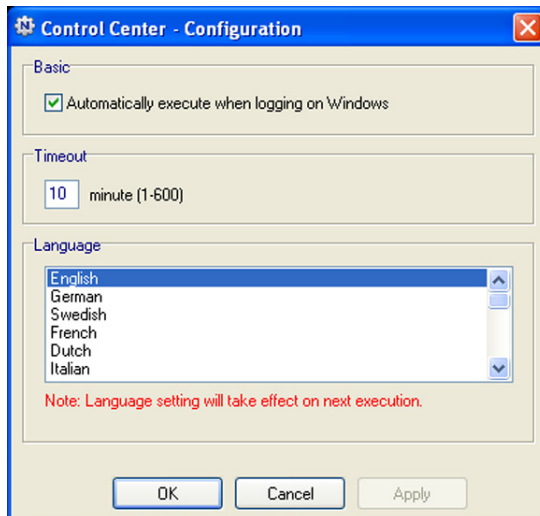 Control Center - Configuration
Basic
Automatically execute when logging on Windows
Timeout
10 minute (1-600)
Language
English
German
Swedish
French
Dutch
Italian
Note: Language setting will take effect on next execution.
OK Cancel Apply